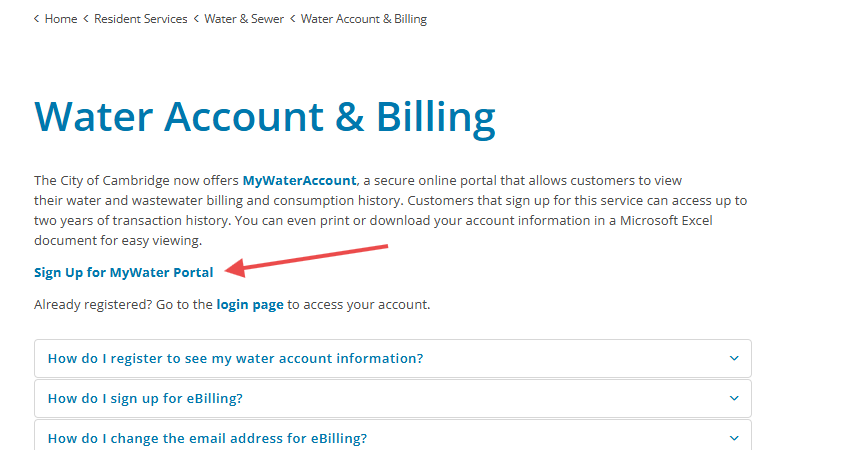 < Home < Resident Services < Water & Sewer < Water Account & Billing
Water Account & Billing
The City of Cambridge now offers MyWaterAccount, a secure online portal that allows customers to view
their water and wastewater billing and consumption history. Customers that sign up for this service can access up to
two years of transaction history. You can even print or download your account information in a Microsoft Excel
document for easy viewing.
Sign Up for MyWater Portal
Already registered? Go to the login page to access your account.
How do I register to see my water account information?
How do I sign up for eBilling?
How do I change the email address for eBilling?